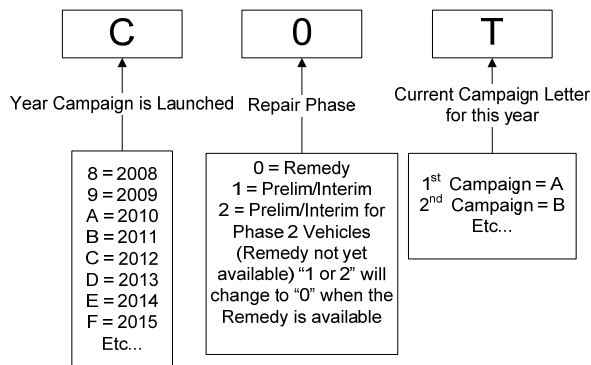 C
0
T
Year Campaign is Launched
Repair Phase
Current Campaign Letter
for this year
8 = 2008
9 = 2009
A = 2010
B = 2011
C = 2012
D = 2013
E = 2014
F = 2015
Etc...
0 = Remedy
1 = Prelim/Interim
2 = Prelim/Interim for
Phase 2 Vehicles
(Remedy not yet
available) “1 or 2” will
change to “0” when the
Remedy is available
1st Campaign = A
2nd Campaign = B
Etc...